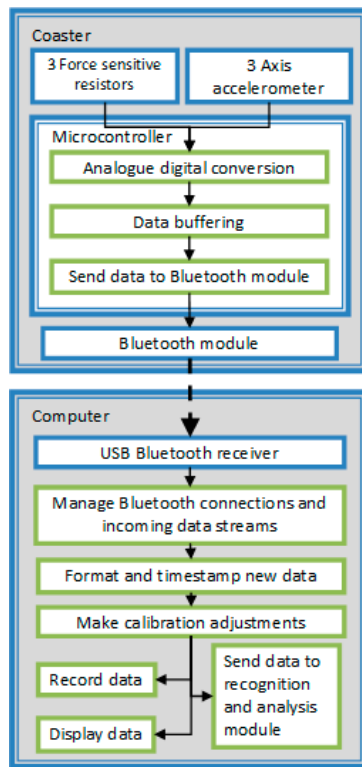 Coaster
3 Force sensitive
resistors
3 Axis
accelerometer
Microcontroller
Analogue digital conversion
Data buffering
Send data to Bluetooth module
Bluetooth module
Computer
USB Bluetooth receiver
Manage Bluetooth connections and
incoming data streams
Format and timestamp new data
Make calibration adjustments
Record data
Display data
Send data to
recognition
and analysis
module